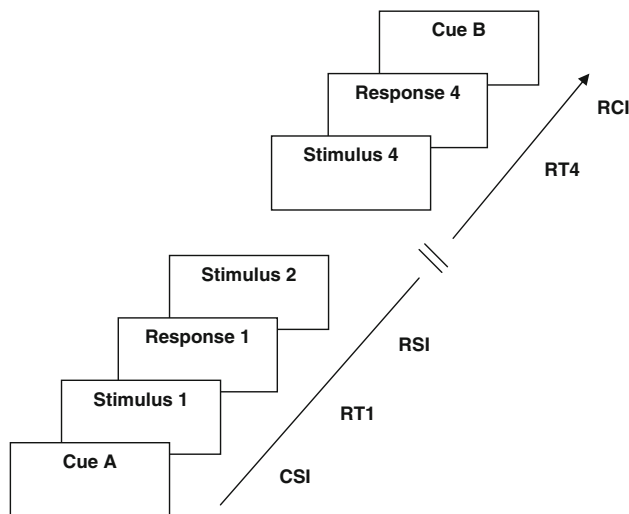 Cue B
Response 4
RCI
Stimulus 4
RT4
Stimulus 2
Response 1
RSI
Stimulus 1
RT1
Cue A
CSI